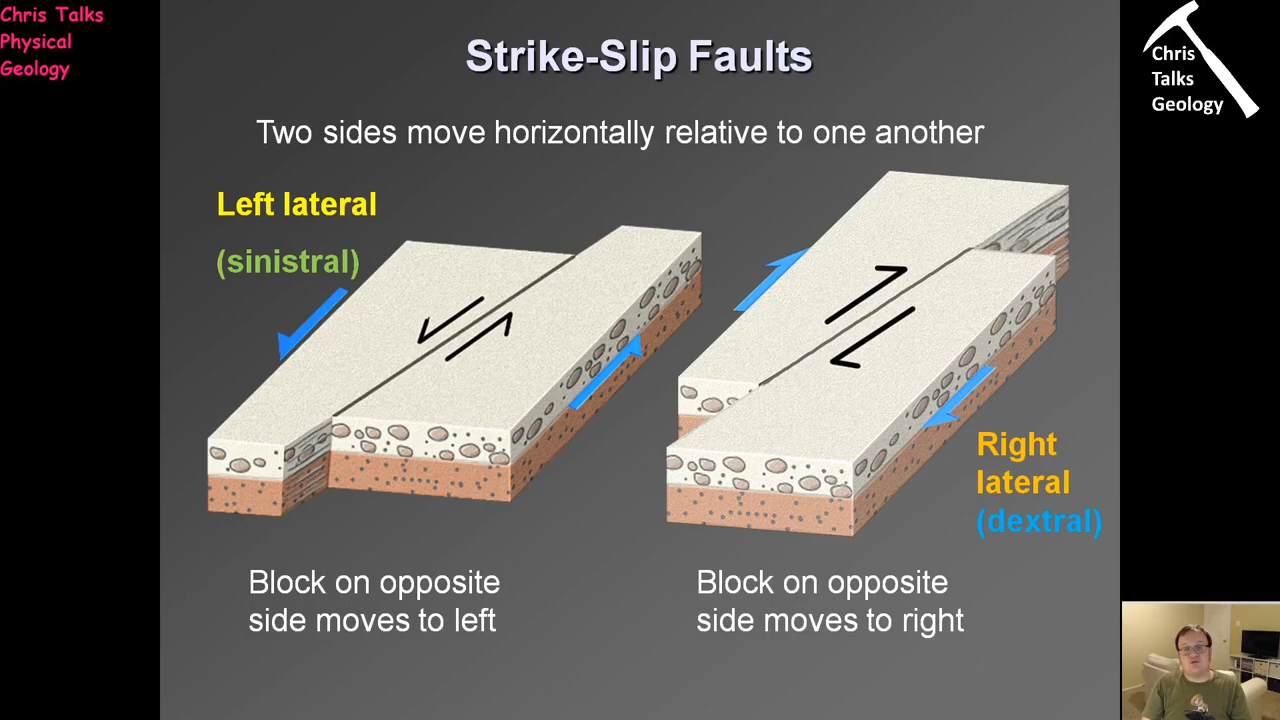 Chris Talks
Physical
Geology
Chris
Talks
Geology
Strike-Slip Faults
Two sides move horizontally relative to one another
Left lateral
(sinistral)
Right
lateral
(dextral)
Block on opposite
side moves to left
Block on opposite
side moves to right